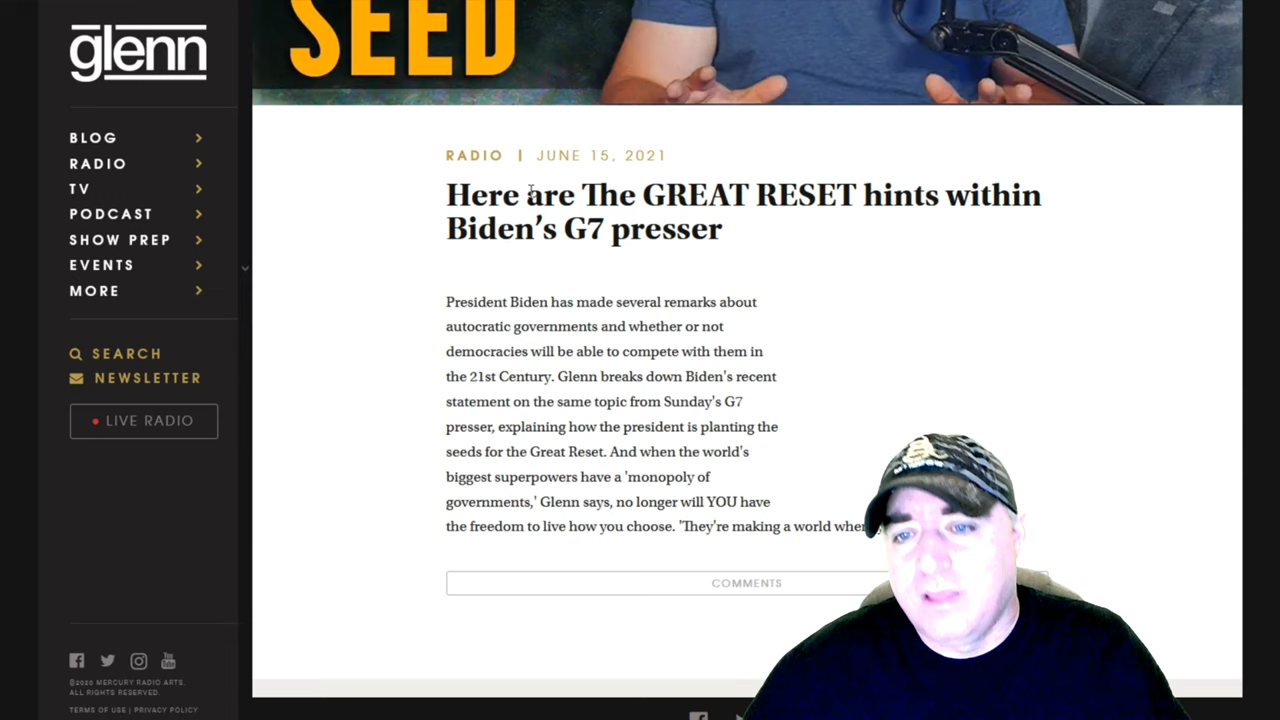 glenn
SEED
BLOG
RADIO
TV
PODCAST
SHOW PREP
EVENTS
MORE
SEARCH
NEWSLETTER
LIVE RADIO
©2020 MERCURY RADIO ARTS.
ALL RIGHTS RESERVED.
TERMS OF USE | PRIVACY POLICY
RADIO | JUNE 15, 2021
Here are The GREAT RESET hints within
Biden's G7 presser
President Biden has made several remarks about
autocratic governments and whether or not
democracies will be able to compete with them in
the 21st Century. Glenn breaks down Biden's recent
statement on the same topic from Sunday's G7
presser, explaining how the president is planting the
seeds for the Great Reset. And when the world's
biggest superpowers have a 'monopoly of
governments,' Glenn says, no longer will YOU have
the freedom to live how you choose. 'They're making a world
COMMENTS